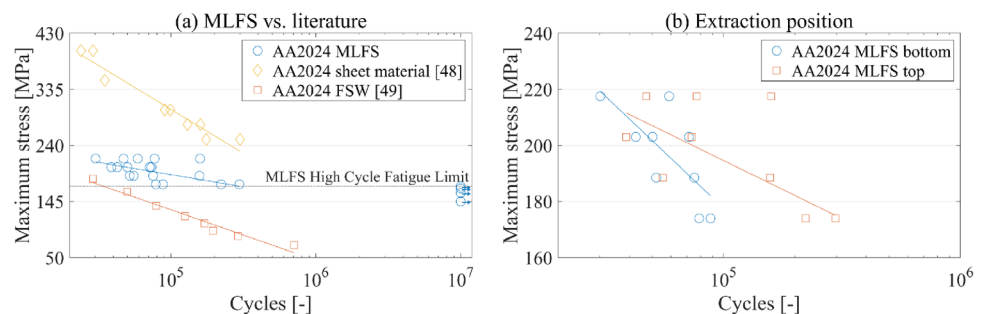 (a) MLFS vs. literature
430
335
240
145
50
Maximum stress [MPa]
AA2024 MLFS
AA2024 sheet material [48]
AA2024 FSW [49]
MLFS High Cycle Fatigue Limit
10^5
10^6
10^7
Cycles [-]
(b) Extraction position
220
200
180
160
Maximum stress [MPa]
AA2024 MLFS bottom
AA2024 MLFS top
10^5
10^6
Cycles [-]